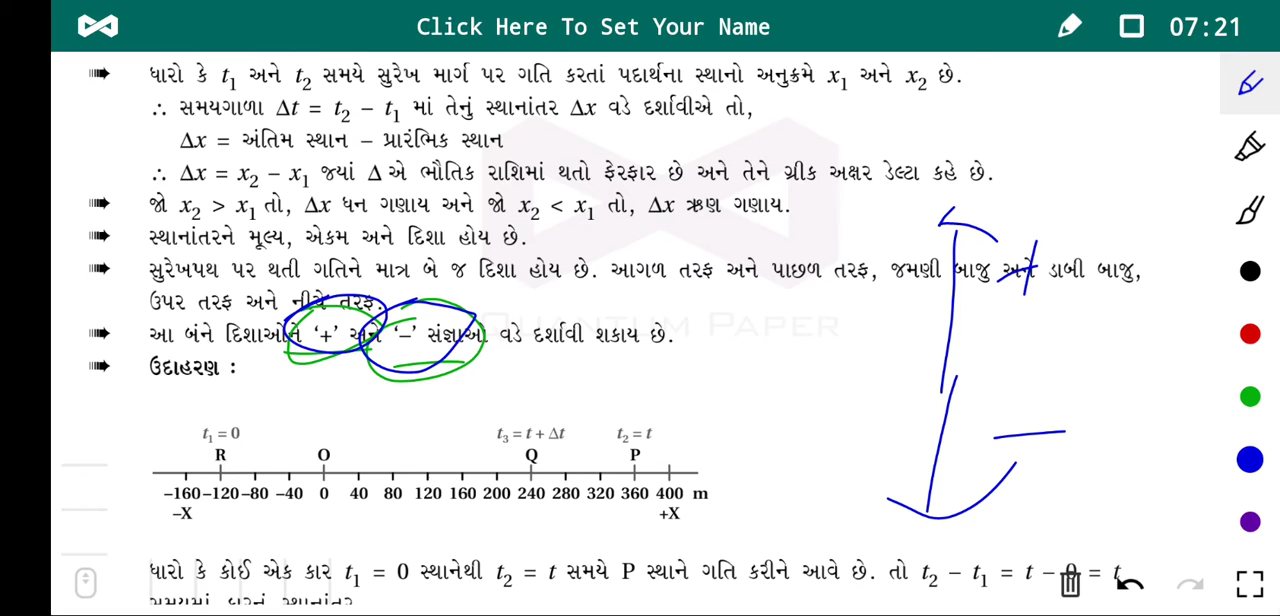 Click Here To Set Your Name
07:21
ધારો કે t₁ અને t₂ સમયે સુરેખ માર્ગ પર ગતિ કરતાં પદાર્થના સ્થાનો અનુક્રમે x₁ અને x₂ છે.
∴ સમયગાળા Δt = t₂ – t₁ માં તેનું સ્થાનાંતર Δx વડે દર્શાવીએ તો,
Δx = અંતિમ સ્થાન – પ્રારંભિક સ્થાન
∴ Δx = x₂ – x₁ જ્યાં Δ એ ભૌતિક રાશિમાં થતો ફેરફાર છે અને તેને ગ્રીક અક્ષર ડેલ્ટા કહે છે.
જો x₂ > x₁ તો, Δx ધન ગણાય અને જો x₂ < x₁ તો, Δx ઋણ ગણાય.
સ્થાનાંતરને મૂલ્ય, એકમ અને દિશા હોય છે.
સુરેખપથ પર થતી ગતિને માત્ર બે જ દિશા હોય છે. આગળ તરફ અને પાછળ તરફ, જમણી બાજુ અને ડાબી બાજુ,
ઉપર તરફ અને નીચે તરફ.
QUANTUM PAPER
આ બંને દિશાઓને ‘+’ અને ‘–’ સંજ્ઞાઓ વડે દર્શાવી શકાય છે.
ઉદાહરણ :
t₁ = 0 t₃ = t + Δt t₂ = t
R O Q P
–160 –120 –80 –40 0 40 80 120 160 200 240 280 320 360 400 m
–X +X
ધારો કે કોઈ એક કાર t₁ = 0 સ્થાનેથી t₂ = t સમયે P સ્થાને ગતિ કરીને આવે છે. તો t₂ – t₁ = t – 0 = t